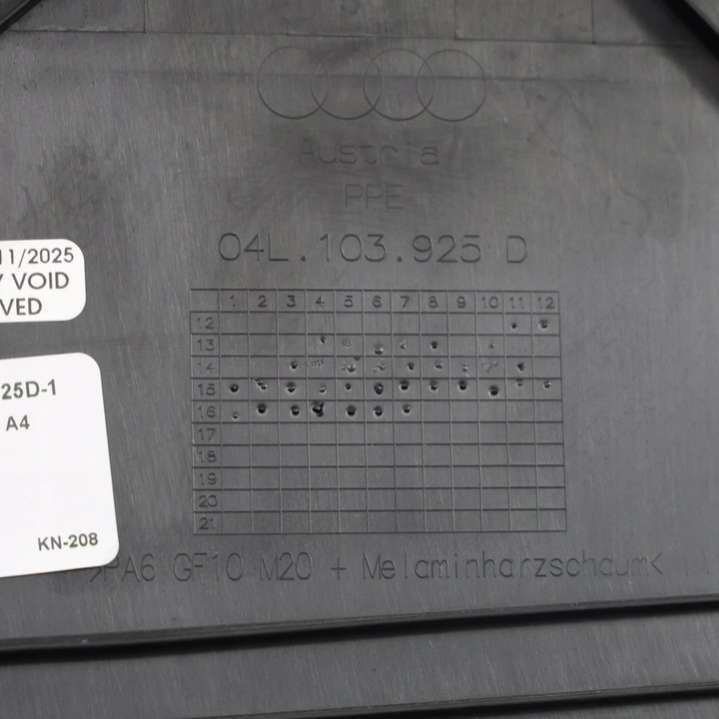 Austria
PPE
04L.103.925 D
11/2025
VOID
VED
1 2 3 4 5 6 7 8 9 10 11 12
12
13
14
15
16
17
18
19
20
21
25D-1
A4
KN-208
>PA6 GF10 M20 + Melaminharzschaum<